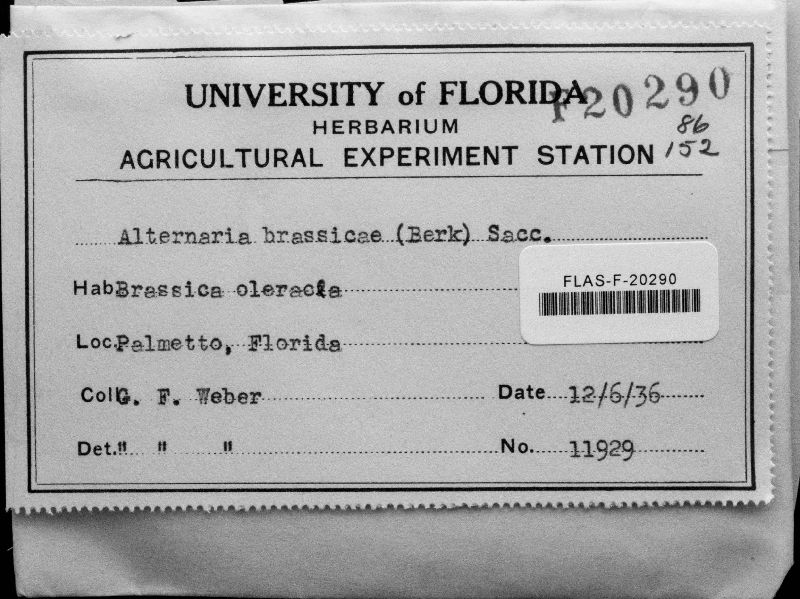 UNIVERSITY of FLORIDA
F20290
HERBARIUM
86
AGRICULTURAL EXPERIMENT STATION
152
Alternaria brassicae (Berk) Sacc.
FLAS-F-20290
Hab. Brassica oleracea
Loc. Palmetto, Florida
Coll. G. F. Weber Date 12/6/36
Det. " " " No. 11929